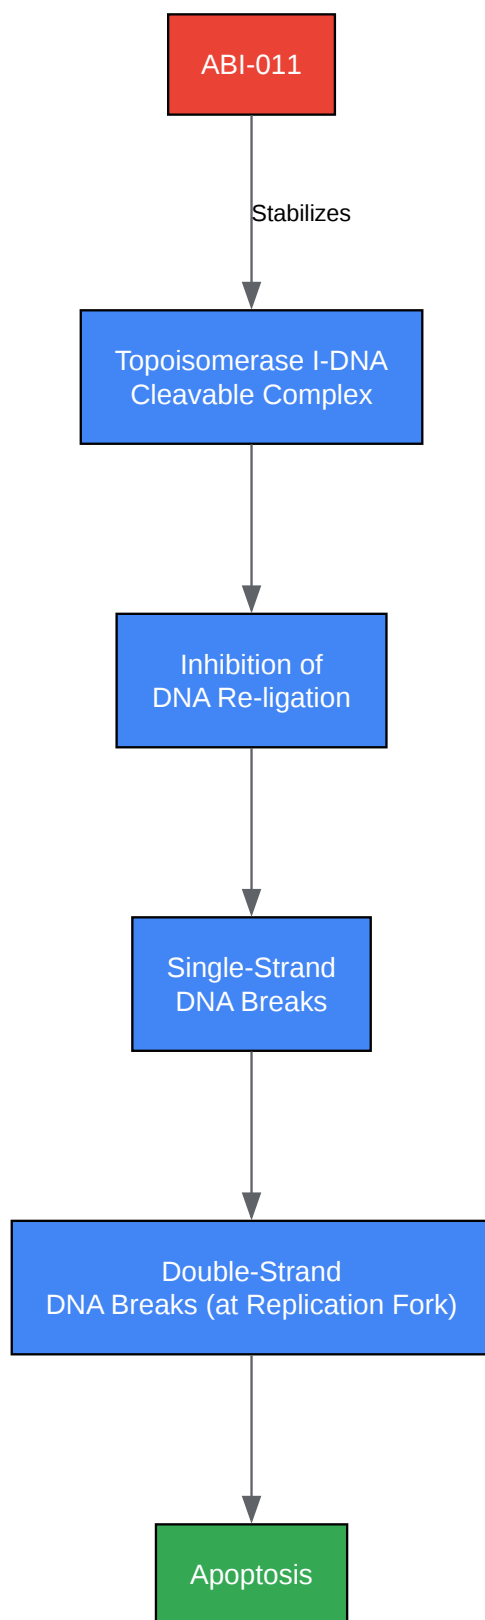 ABI-011
Stabilizes
Topoisomerase I-DNA
Cleavable Complex
Inhibition of
DNA Re-ligation
Single-Strand
DNA Breaks
Double-Strand
DNA Breaks (at Replication Fork)
Apoptosis